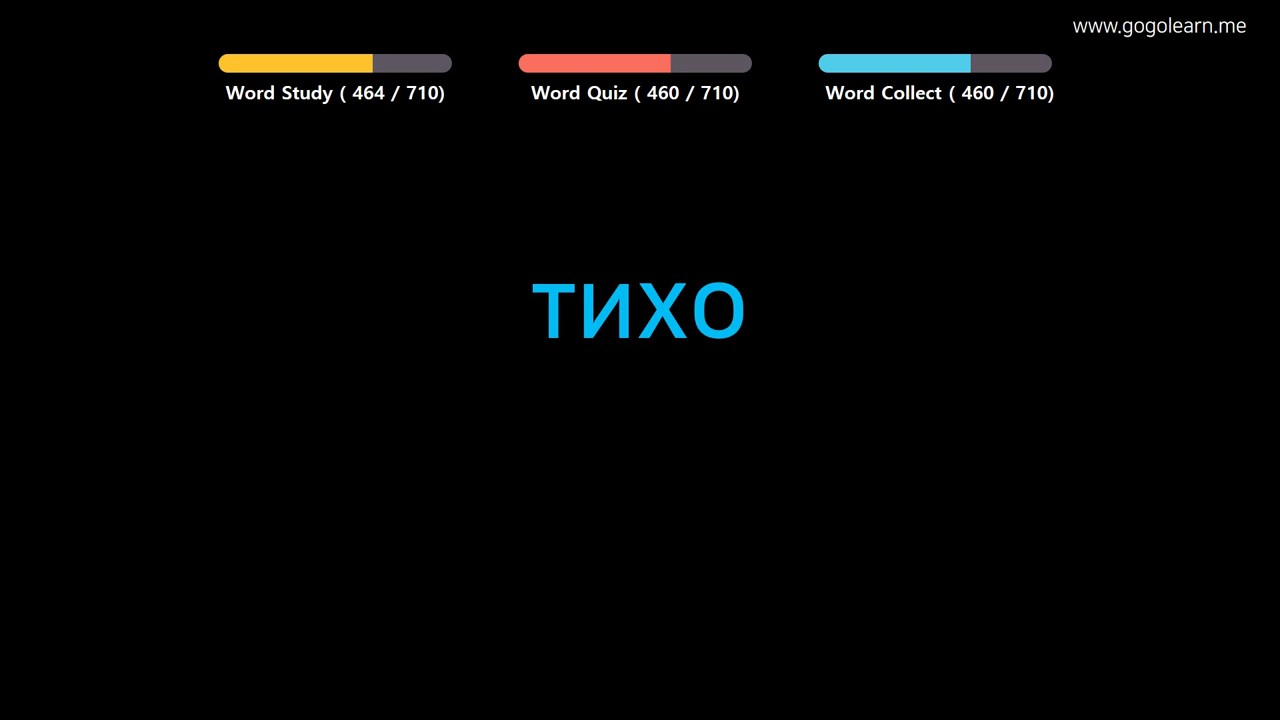 www.gogolearn.me
Word Study ( 464 / 710)
Word Quiz ( 460 / 710)
Word Collect ( 460 / 710)
тихо